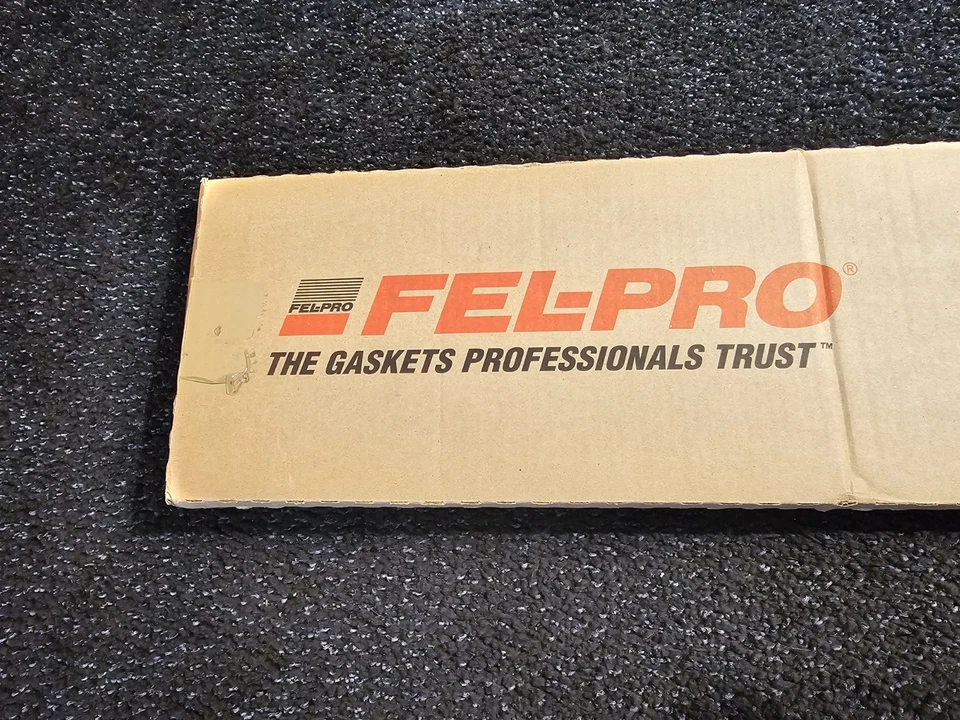 FEL-PRO
FEL-PRO®
THE GASKETS PROFESSIONALS TRUST™